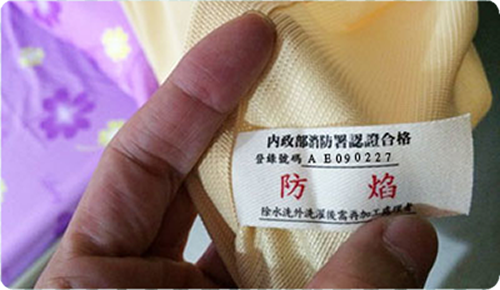 內政部消防署認證合格
登錄號碼 A E090227
防焰
除水洗外洗滌後需再加工處理者